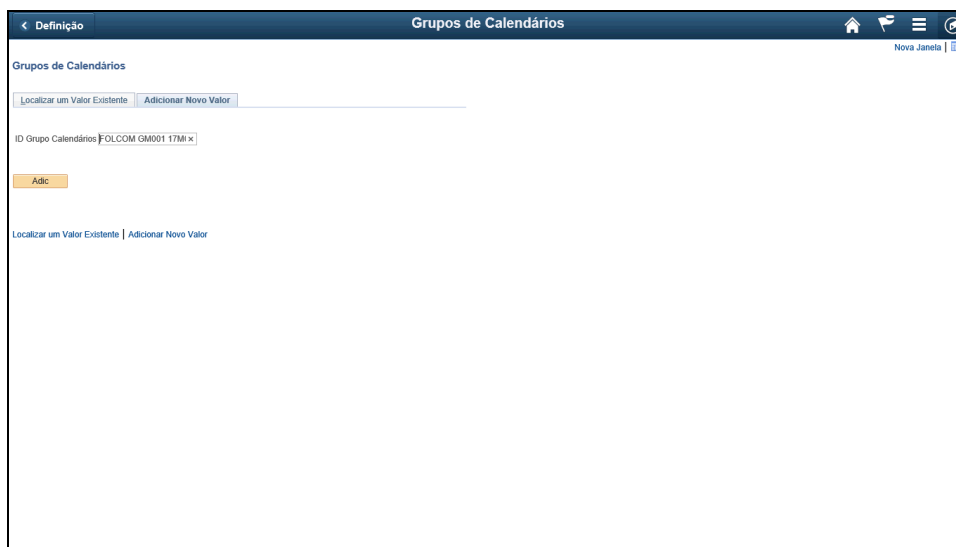 Definição
Grupos de Calendários
Nova Janela |
Grupos de Calendários
Localizar um Valor Existente Adicionar Novo Valor
ID Grupo Calendários FOLCOM GM001 17M
Adic
Localizar um Valor Existente | Adicionar Novo Valor